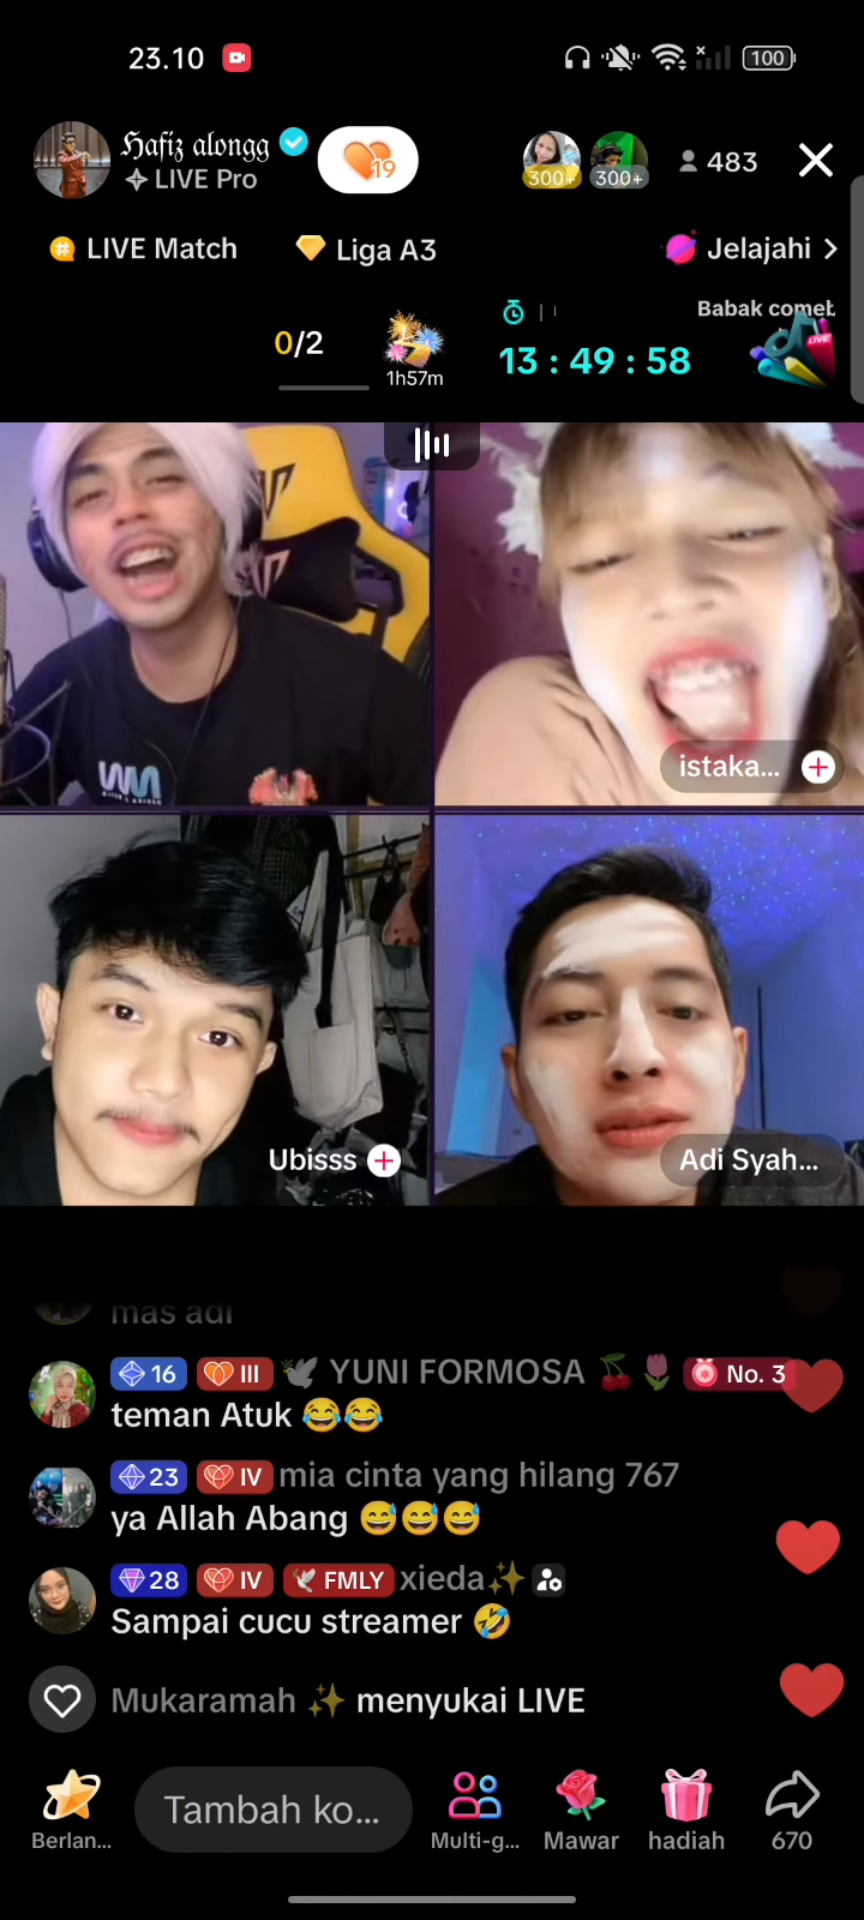 23.10
100
Hafiz alongg
LIVE Pro
19
300+
300+
483
LIVE Match
Liga A3
Jelajahi
0/2
1h57m
13 : 49 : 58
Babak comeb
LIVE
istaka...
Ubisss
Adi Syah...
mas adi
16 III YUNI FORMOSA No. 3
teman Atuk 😂😂
23 IV mia cinta yang hilang 767
ya Allah Abang 😅😅😅
28 IV FMLY xieda✨
Sampai cucu streamer 🤣
Mukaramah ✨ menyukai LIVE
Tambah ko...
Berlan...
Multi-g...
Mawar
hadiah
670